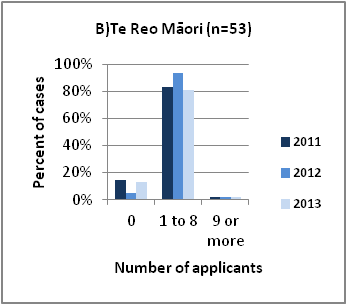 B)Te Reo Māori (n=53)
100%
80%
60%
40%
20%
0%
Percent of cases
0
1 to 8
9 or
more
Number of applicants
2011
2012
2013